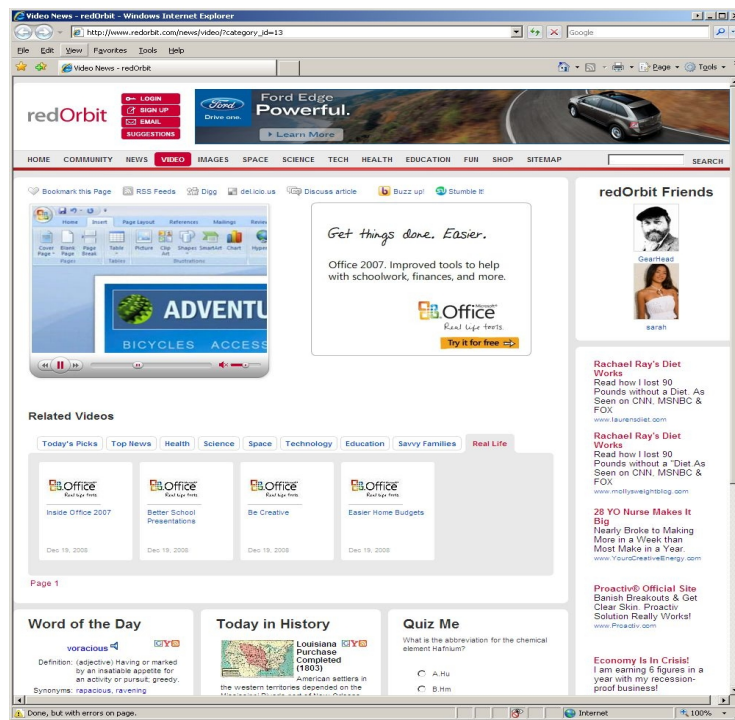 Video News - redOrbit - Windows Internet Explorer
http://www.redorbit.com/news/video/?category_id=13
Google
File Edit View Favorites Tools Help
Video News - redOrbit
Page Tools
redOrbit
LOGIN
SIGN UP
EMAIL
SUGGESTIONS
Ford
Drive one.
Ford Edge
Powerful.
Learn More
HOME COMMUNITY NEWS VIDEO IMAGES SPACE SCIENCE TECH HEALTH EDUCATION FUN SHOP SITEMAP SEARCH
Bookmark this Page RSS Feeds Digg del.icio.us Discuss article Buzz up! Stumble It!
Home Insert Page Layout References Mailings Review
Cover Page Blank Page Page Break Table Picture Clip Art Shapes SmartArt Chart
Pages Tables Illustrations
ADVENTU
BICYCLES ACCESS
Get things done. Easier.
Office 2007. Improved tools to help
with schoolwork, finances, and more.
Microsoft
Office
Real life tools.
Try it for free
redOrbit Friends
GearHead
sarah
Related Videos
Today's Picks Top News Health Science Space Technology Education Savvy Families Real Life
Office
Real life tools
Inside Office 2007
Dec 19, 2008
Office
Real life tools
Better School
Presentations
Dec 19, 2008
Office
Real life tools
Be Creative
Dec 19, 2008
Office
Real life tools
Easier Home Budgets
Dec 19, 2008
Page 1
Rachael Ray's Diet
Works
Read how I lost 90
Pounds without a Diet. As
Seen on CNN, MSNBC &
FOX
www.laurensdiet.com
Rachael Ray's Diet
Works
Read how I lost 90
Pounds without a "Diet.As
Seen on CNN, MSNBC &
FOX
www.mollysweightblog.com
28 YO Nurse Makes It
Big
Nearly Broke to Making
More in a Week than
Most Make in a Year.
www.YoursCreativeEnergy.com
Proactiv® Official Site
Banish Breakouts & Get
Clear Skin. Proactiv
Solution Really Works!
www.Proactiv.com
Economy Is In Crisis!
I am earning 6 figures in a
year with my recession-
proof business!
Word of the Day
voracious
Definition: (adjective) Having or marked
by an insatiable appetite for
an activity or pursuit; greedy.
Synonyms: rapacious, ravening
Today in History
Louisiana
Purchase
Completed
(1803)
American settlers in
the western territories depended on the
Quiz Me
What is the abbreviation for the chemical
element Hafnium?
A.Hu
B.Hm
Done, but with errors on page.
Internet
100%